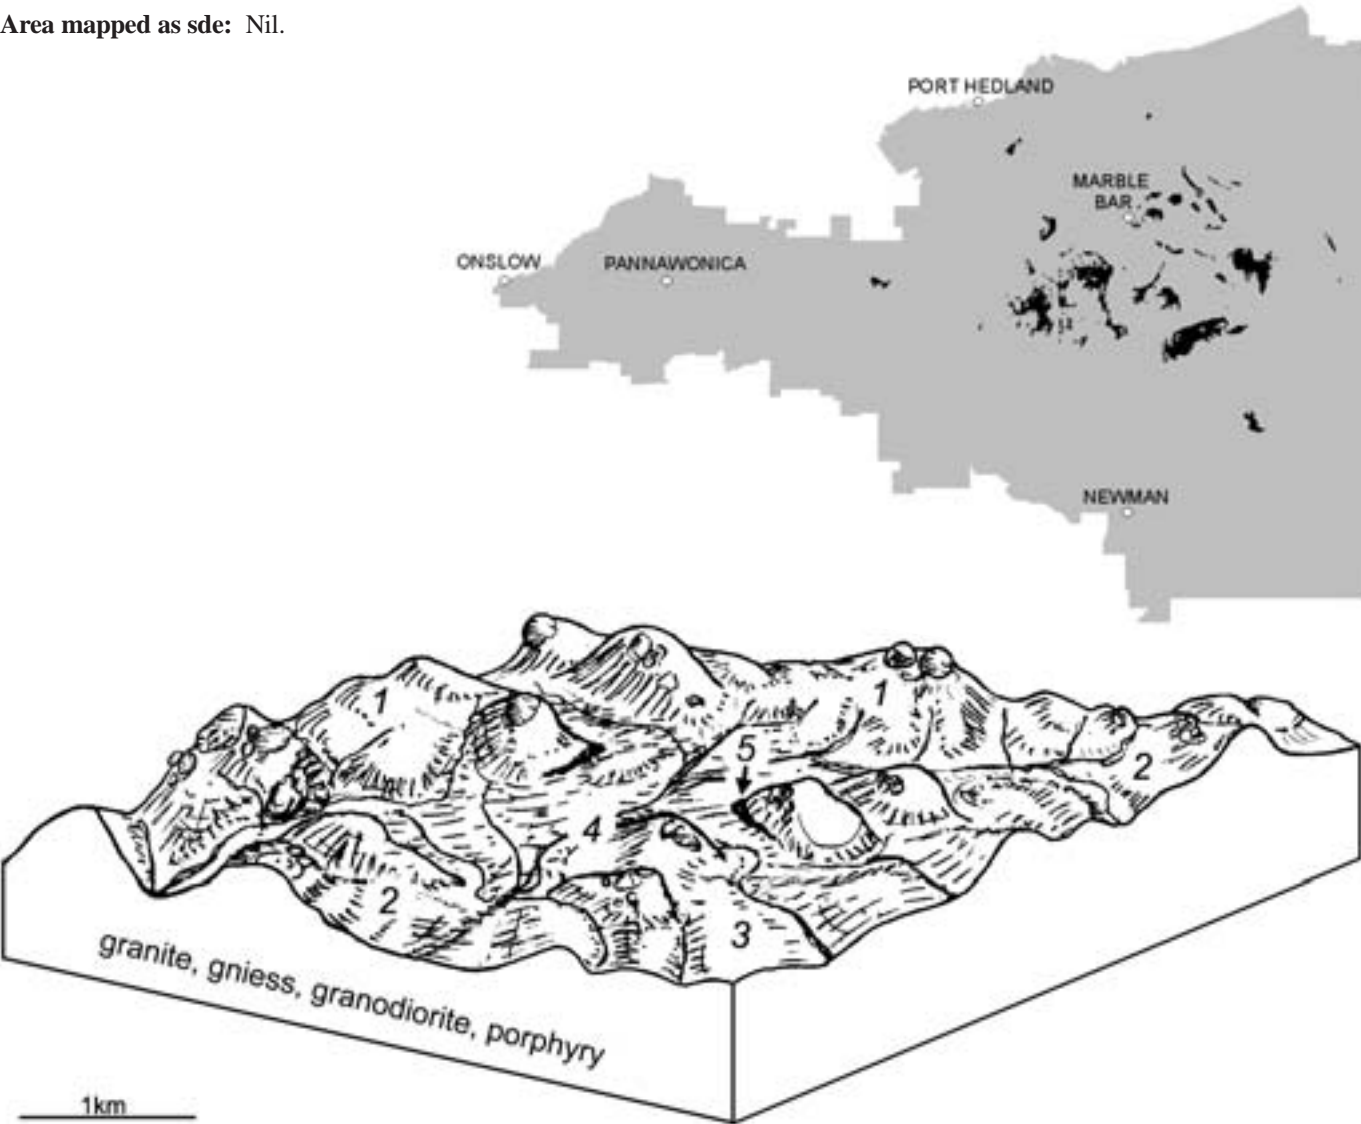 Area mapped as sde: Nil.
PORT HEDLAND
MARBLE
BAR
ONSLOW
PANNAWONICA
NEWMAN
1
1
5
2
4
2
3
granite, gniess, granodiorite, porphyry
1km